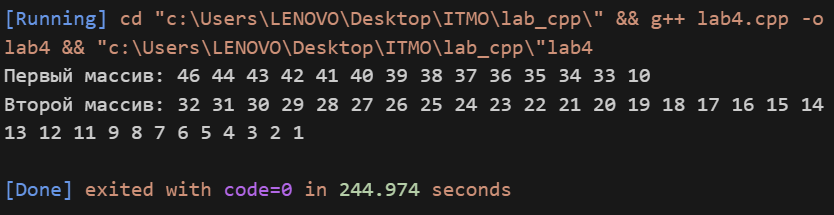 [Running] cd "c:\Users\LENOVO\Desktop\ITMO\lab_cpp\" && g++ lab4.cpp -o
lab4 && "c:\Users\LENOVO\Desktop\ITMO\lab_cpp\"lab4
Первый массив: 46 44 43 42 41 40 39 38 37 36 35 34 33 10
Второй массив: 32 31 30 29 28 27 26 25 24 23 22 21 20 19 18 17 16 15 14
13 12 11 9 8 7 6 5 4 3 2 1
[Done] exited with code=0 in 244.974 seconds